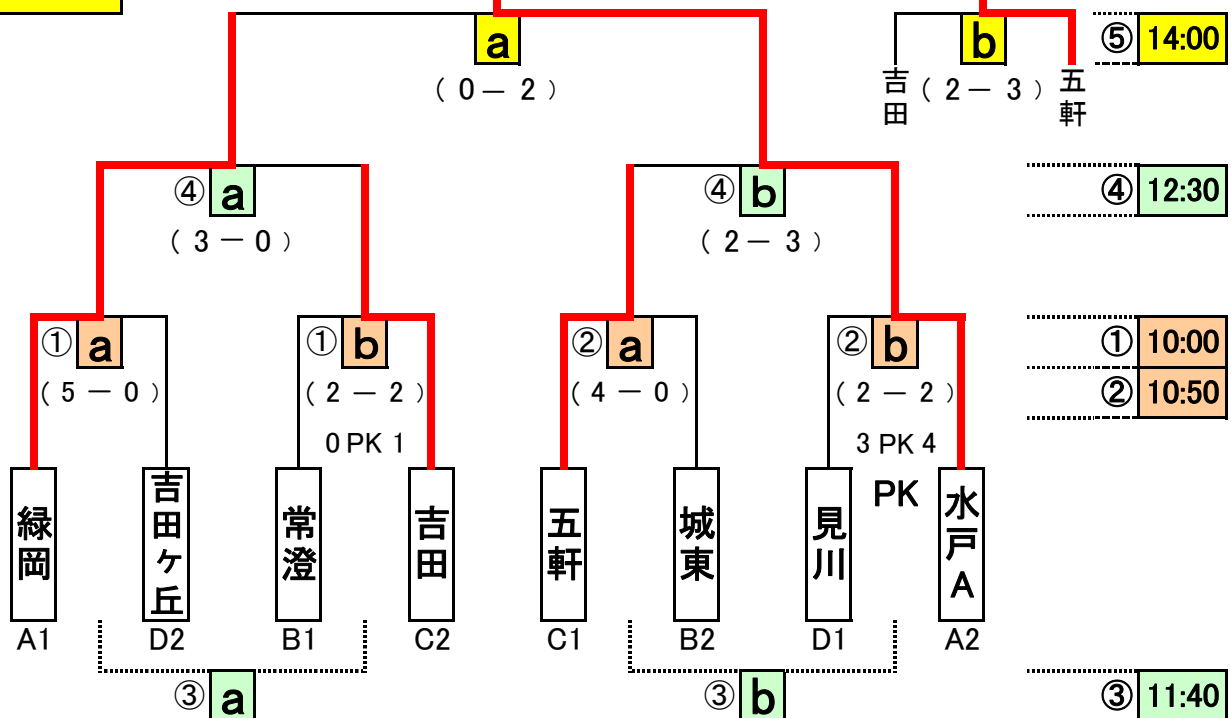 a
b
⑤ 14:00
( 0 − 2 )
吉田
( 2 − 3 )
五軒
④ a
④ b
④ 12:30
( 3 − 0 )
( 2 − 3 )
① a
① b
② a
② b
① 10:00
( 5 − 0 )
( 2 − 2 )
( 4 − 0 )
( 2 − 2 )
② 10:50
0 PK 1
3 PK 4
PK
緑岡
吉田ヶ丘
常澄
吉田
五軒
城東
見川
水戸A
A1
D2
B1
C2
C1
B2
D1
A2
③ a
③ b
③ 11:40